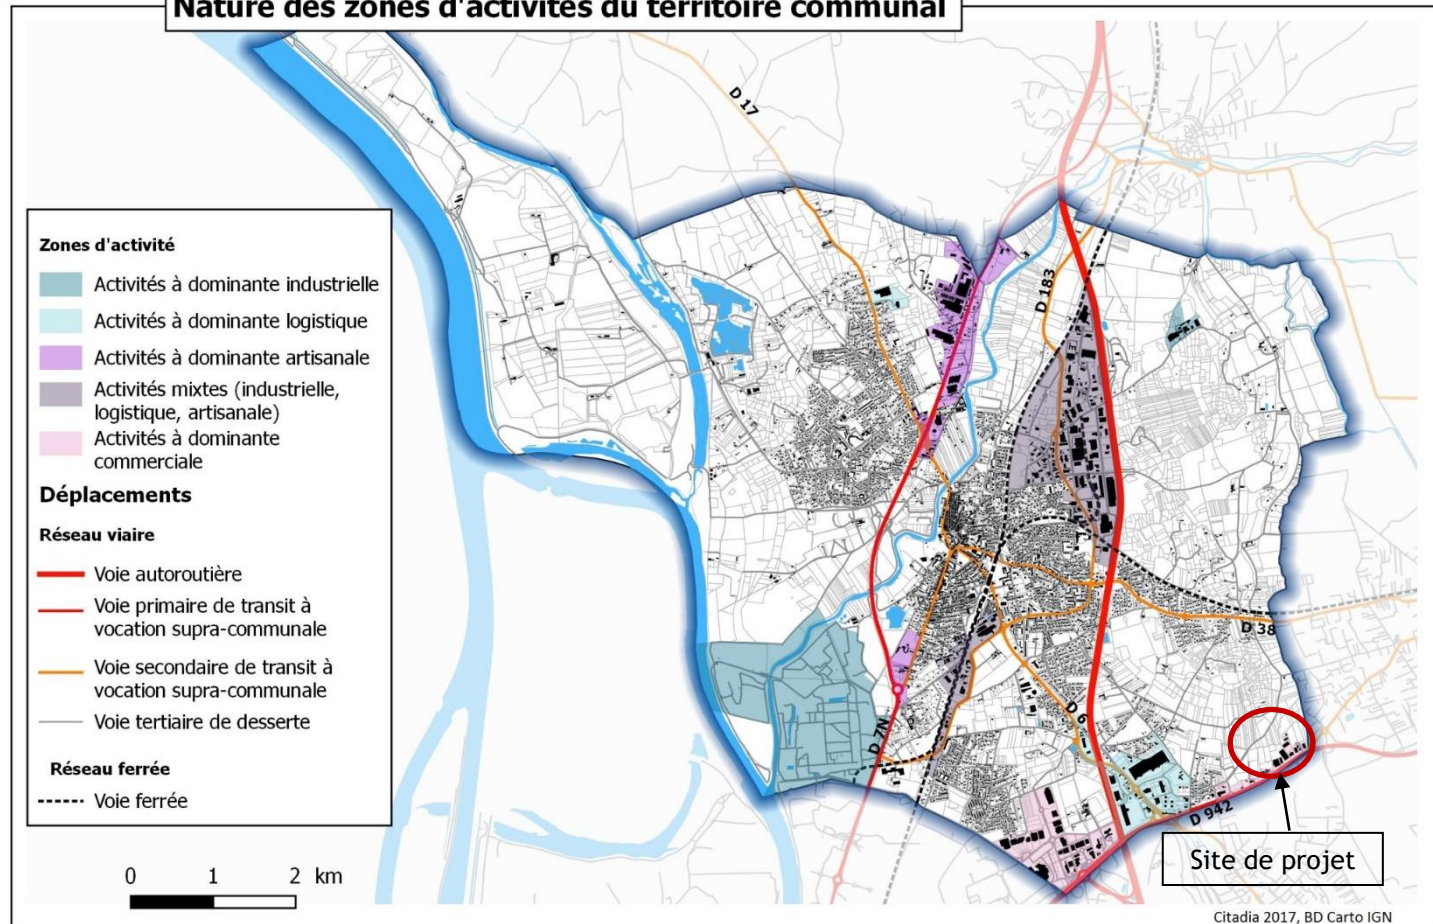 Nature des zones d'activités du territoire communal
D 17
D 183
Zones d'activité
Activités à dominante industrielle
Activités à dominante logistique
Activités à dominante artisanale
Activités mixtes (industrielle,
logistique, artisanale)
Activités à dominante
commerciale
Déplacements
Réseau viaire
Voie autoroutière
Voie primaire de transit à
vocation supra-communale
Voie secondaire de transit à
vocation supra-communale
Voie tertiaire de desserte
Réseau ferrée
Voie ferrée
D 38
D 6
D 7N
D 942
Site de projet
0 1 2 km
Citadia 2017, BD Carto IGN